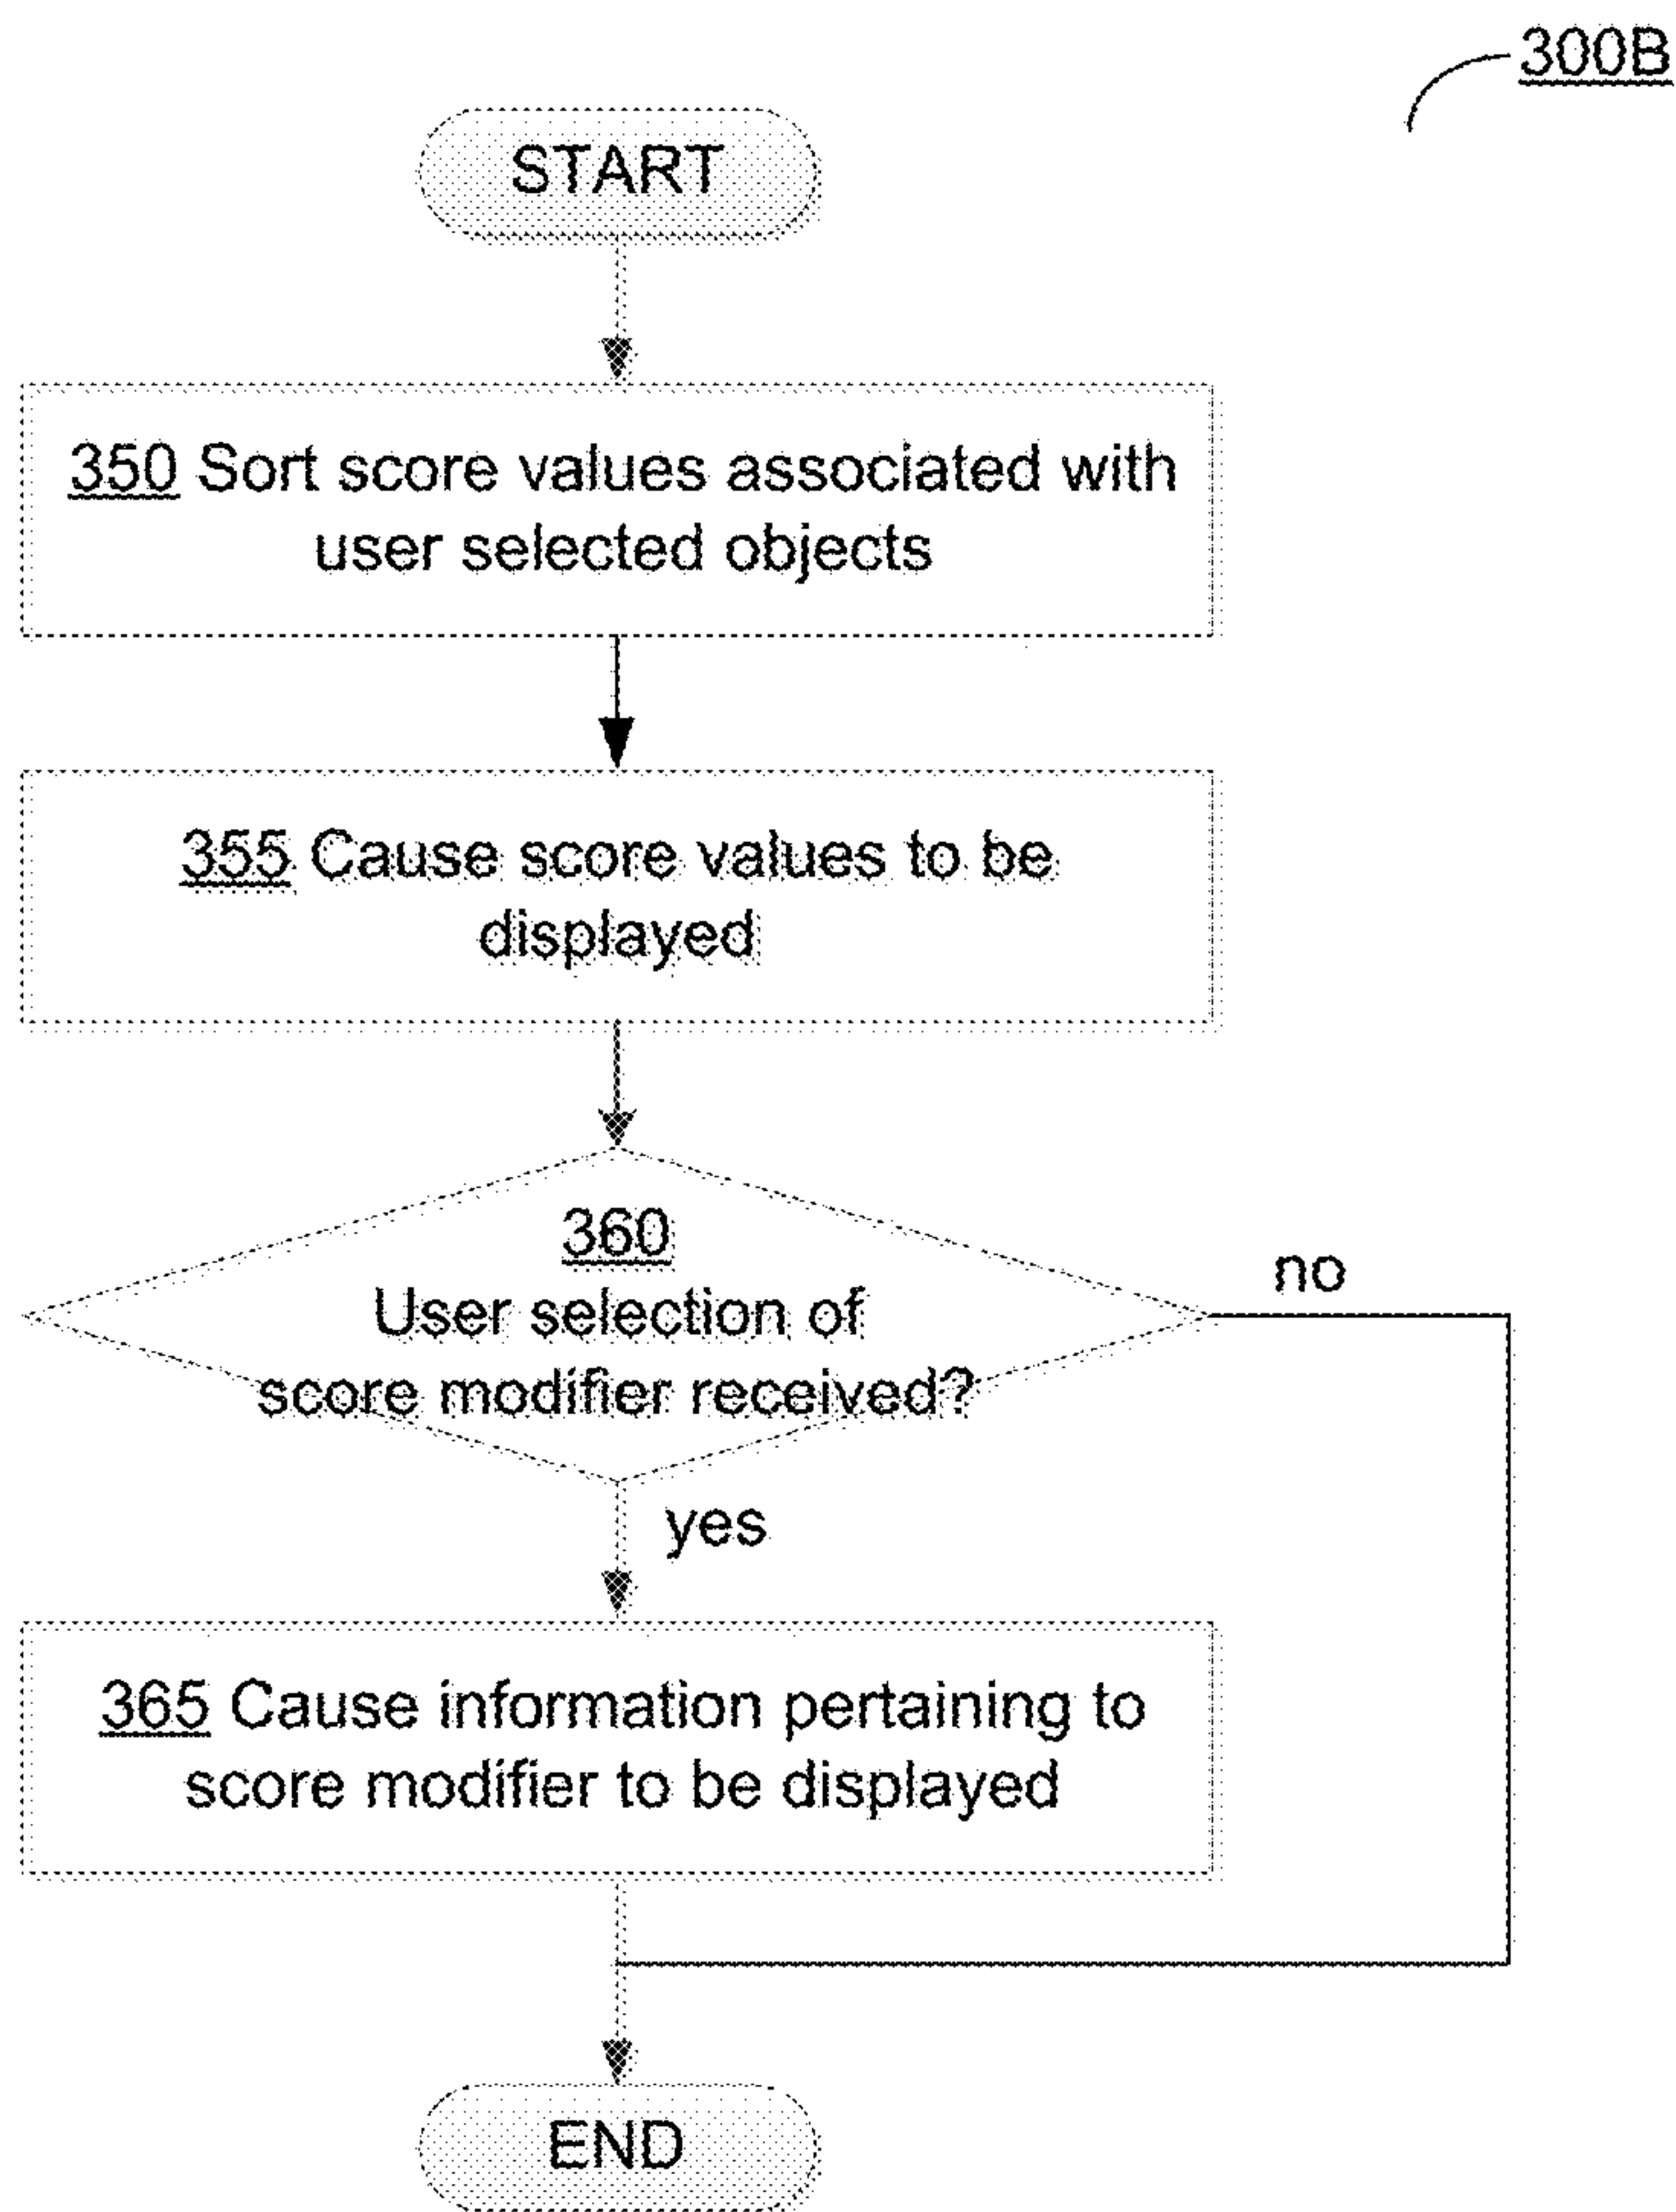 300B
START
350 Sort score values associated with
user selected objects
355 Cause score values to be
displayed
360
User selection of
score modifier received?
no
yes
365 Cause information pertaining to
score modifier to be displayed
END